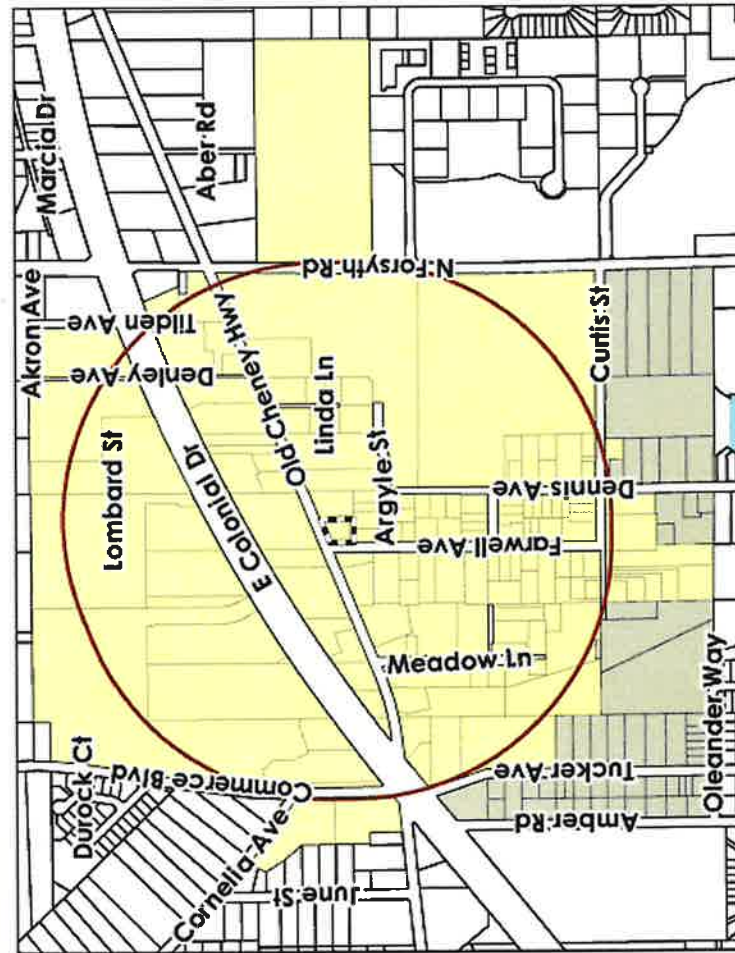 Akron Ave
Marcial Dr
Aber Rd
Tilden Ave
Denley Ave
Old Cheney Hwy
N Forsyth Rd
Lombard St
Linda Ln
E Colonial Dr
Argyle St
Curtis St
Dennis Ave
Farwell Ave
Meadow Ln
Durock Ct
Commerce Blvd
Cornelia Ave
June St
Tucker Ave
Amber Rd
Oleander Way